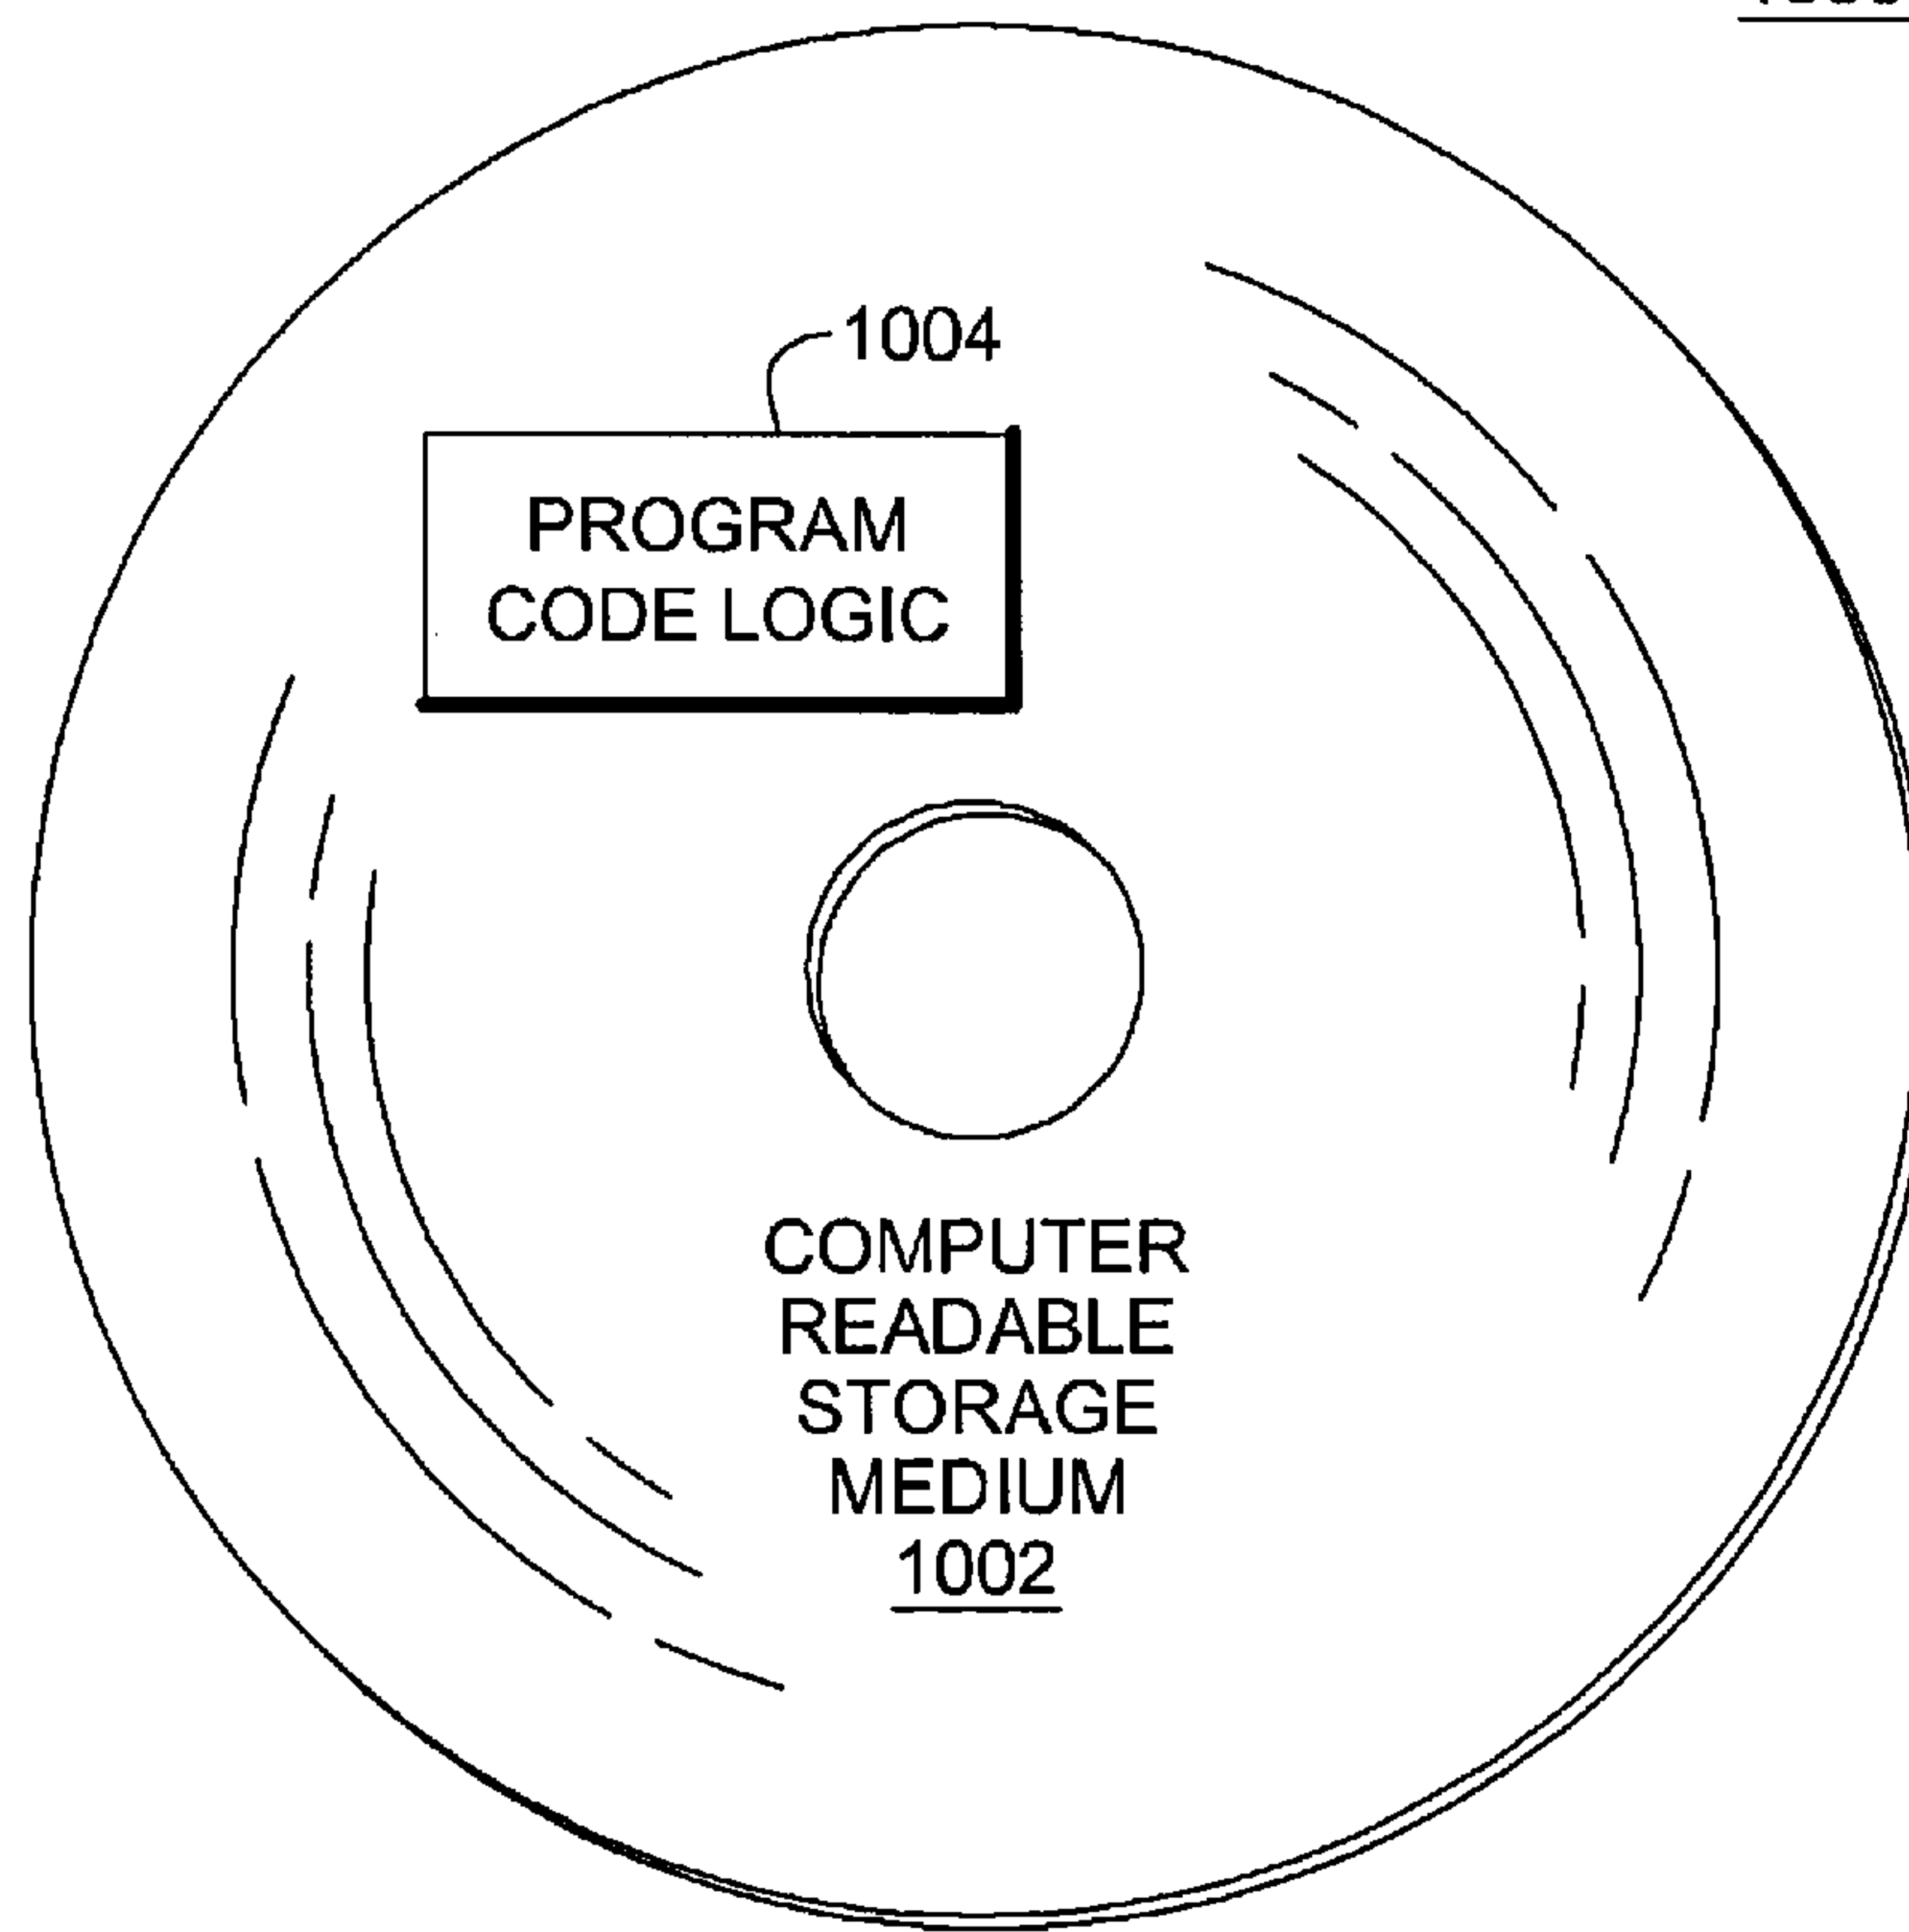 1004
PROGRAM
CODE LOGIC
COMPUTER
READABLE
STORAGE
MEDIUM
1002